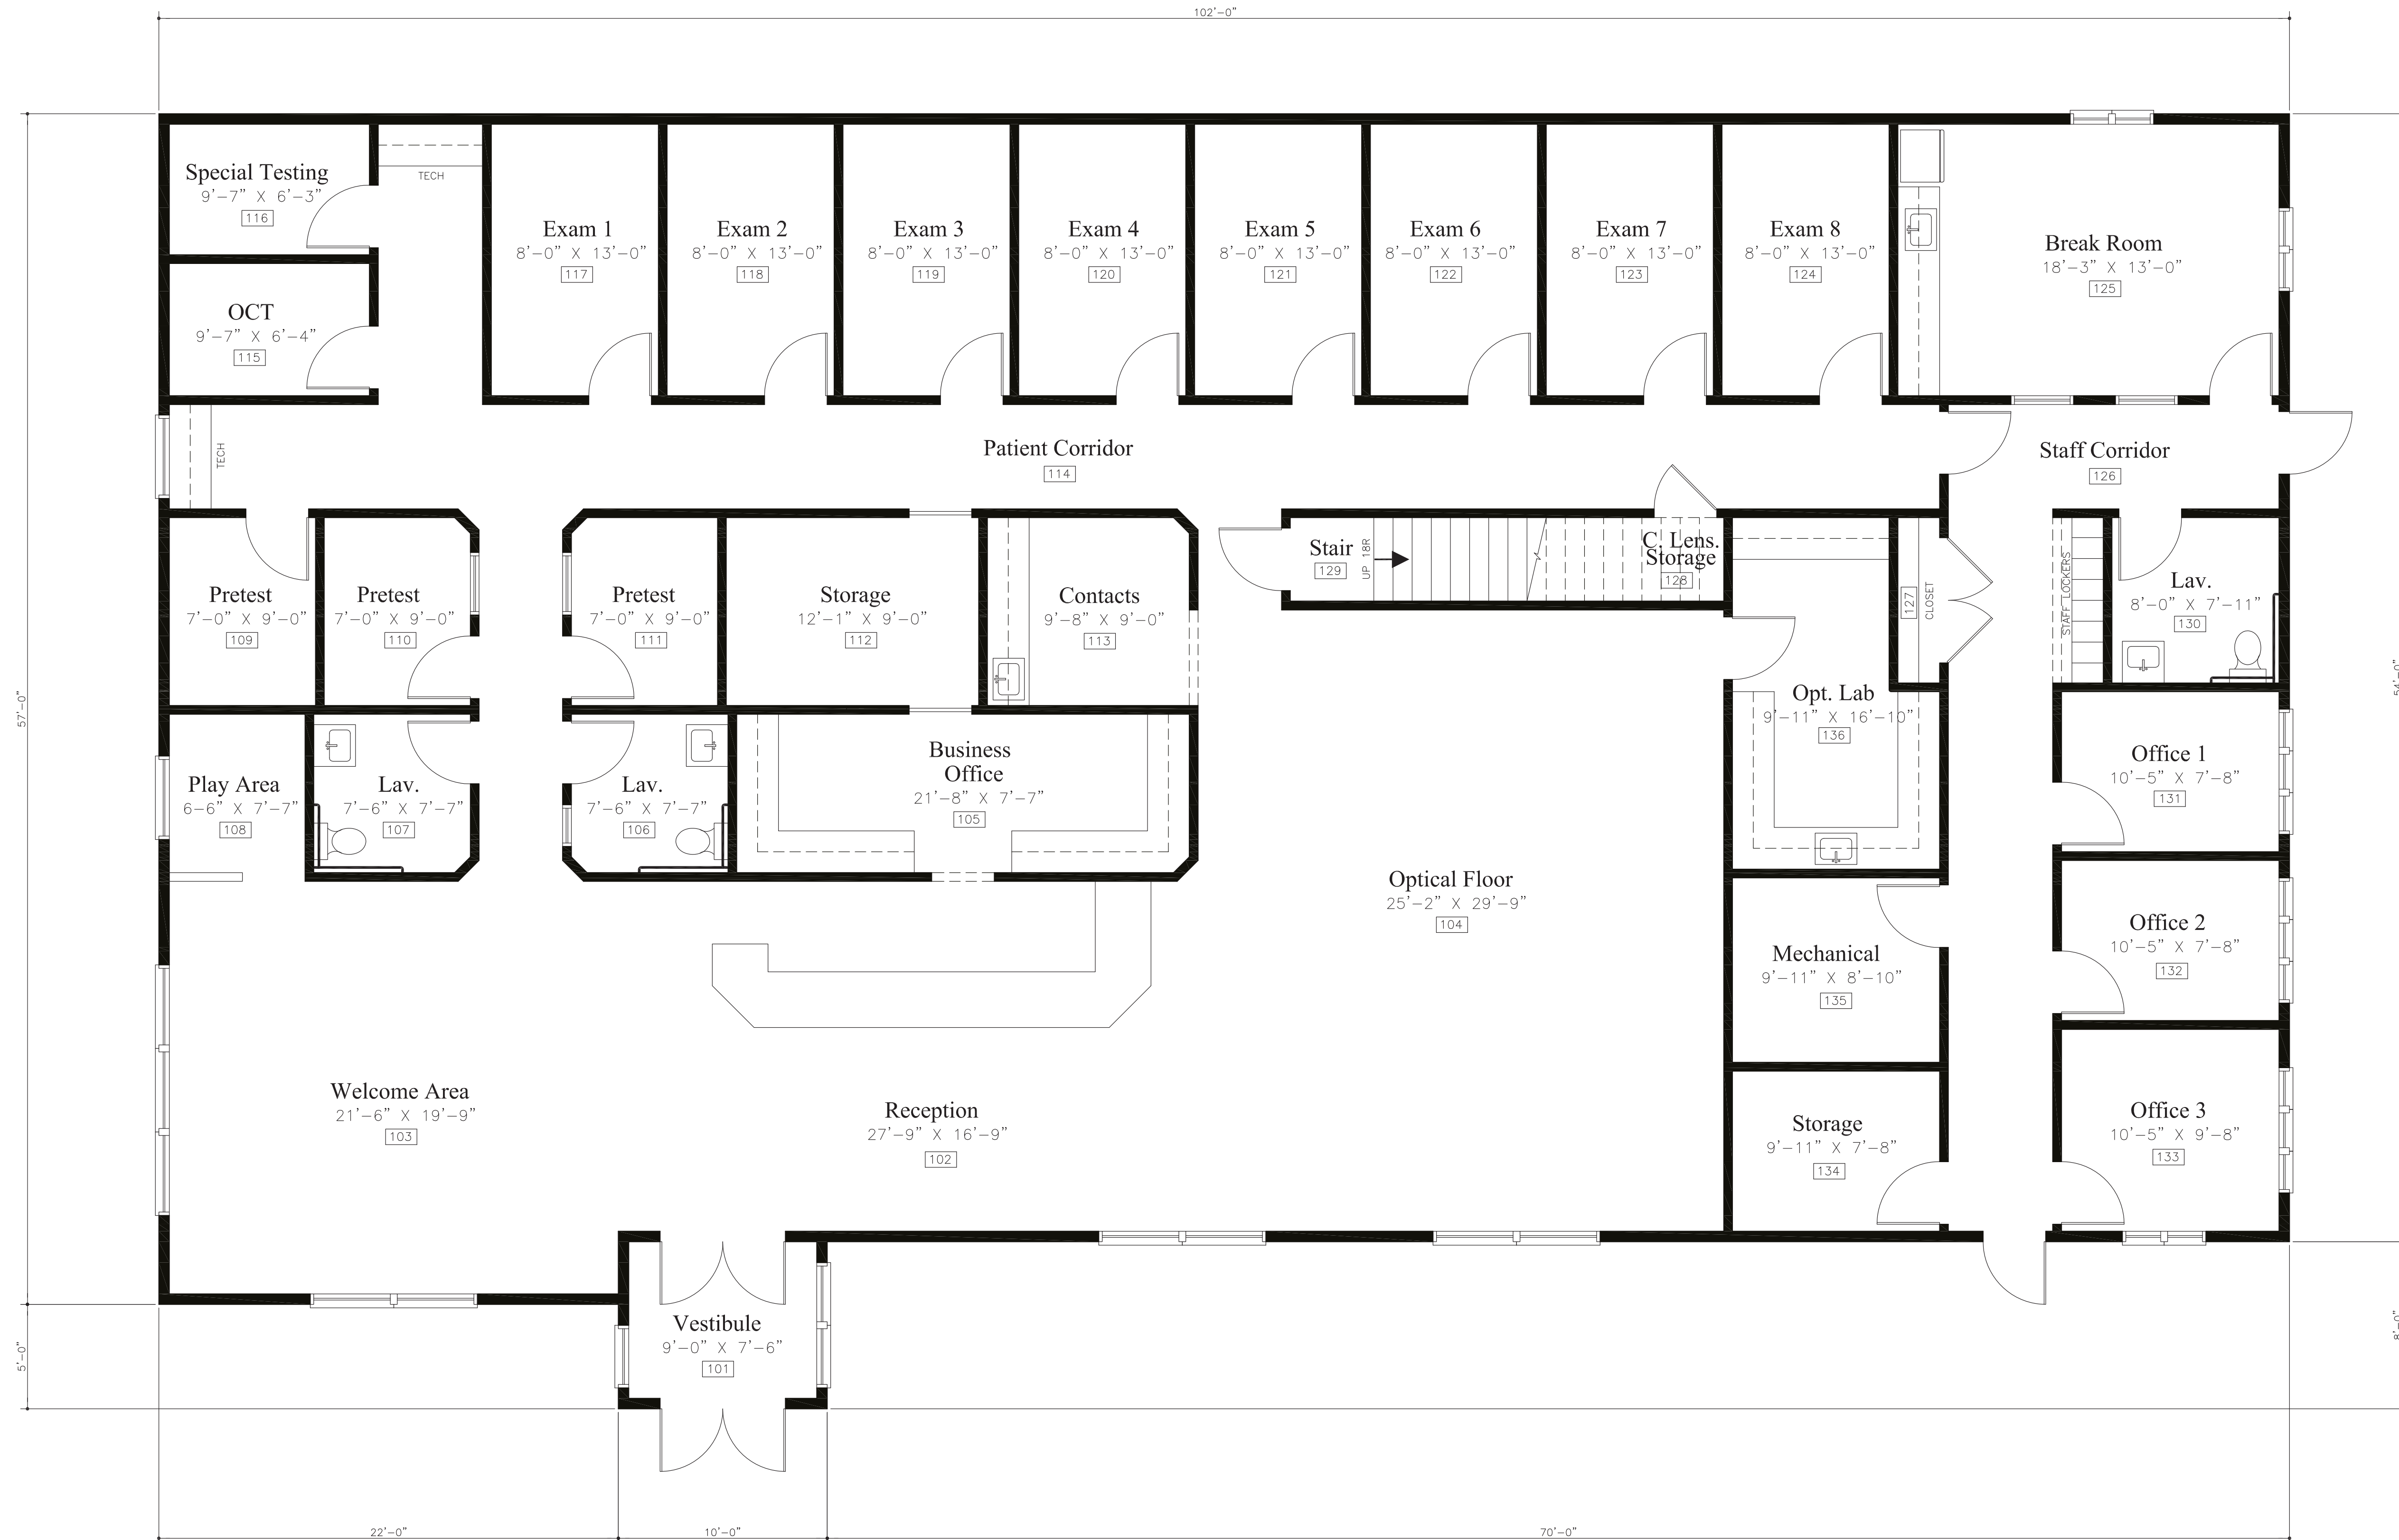 102'-0"
Special Testing
9'-7" X 6'-3"
116
TECH
OCT
9'-7" X 6'-4"
115
Exam 1
8'-0" X 13'-0"
117
Exam 2
8'-0" X 13'-0"
118
Exam 3
8'-0" X 13'-0"
119
Exam 4
8'-0" X 13'-0"
120
Exam 5
8'-0" X 13'-0"
121
Exam 6
8'-0" X 13'-0"
122
Exam 7
8'-0" X 13'-0"
123
Exam 8
8'-0" X 13'-0"
124
Break Room
18'-3" X 13'-0"
125
TECH
Patient Corridor
114
Staff Corridor
126
Pretest
7'-0" X 9'-0"
109
Pretest
7'-0" X 9'-0"
110
Pretest
7'-0" X 9'-0"
111
Storage
12'-1" X 9'-0"
112
Contacts
9'-8" X 9'-0"
113
Stair
129
UP 18R
C. Lens.
Storage
128
127
CLOSET
STAFF LOCKERS
Lav.
8'-0" X 7'-11"
130
57'-0"
54'-0"
Play Area
6-6" X 7'-7"
108
Lav.
7'-6" X 7'-7"
107
Lav.
7'-6" X 7'-7"
106
Business
Office
21'-8" X 7'-7"
105
Opt. Lab
9'-11" X 16'-10"
136
Office 1
10'-5" X 7'-8"
131
Optical Floor
25'-2" X 29'-9"
104
Mechanical
9'-11" X 8'-10"
135
Office 2
10'-5" X 7'-8"
132
Welcome Area
21'-6" X 19'-9"
103
Reception
27'-9" X 16'-9"
102
Storage
9'-11" X 7'-8"
134
Office 3
10'-5" X 9'-8"
133
Vestibule
9'-0" X 7'-6"
101
5'-0"
8'-0"
22'-0"
10'-0"
70'-0"